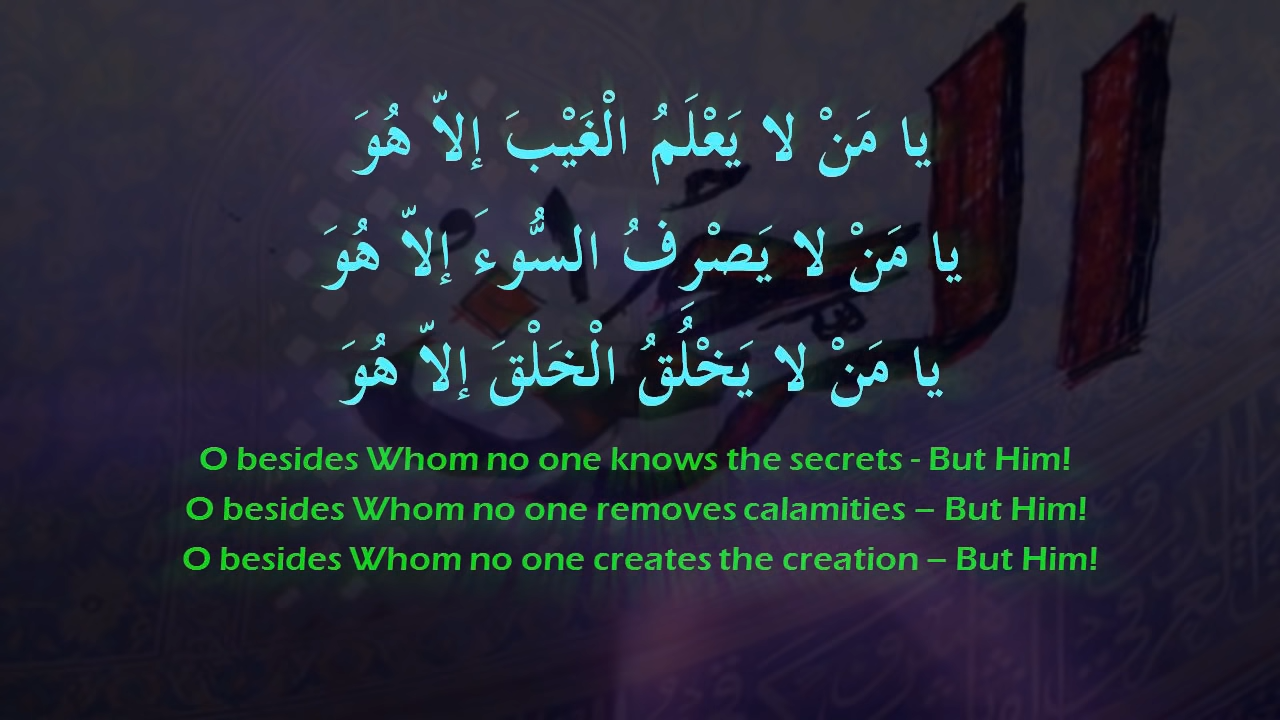 يا مَنْ لا يَعْلَمُ الْغَيْبَ إلاّ هُوَ
يا مَنْ لا يَصْرِفُ السُّوءَ إلاّ هُوَ
يا مَنْ لا يَخْلُقُ الْخَلْقَ إلاّ هُوَ
O besides Whom no one knows the secrets - But Him!
O besides Whom no one removes calamities – But Him!
O besides Whom no one creates the creation – But Him!